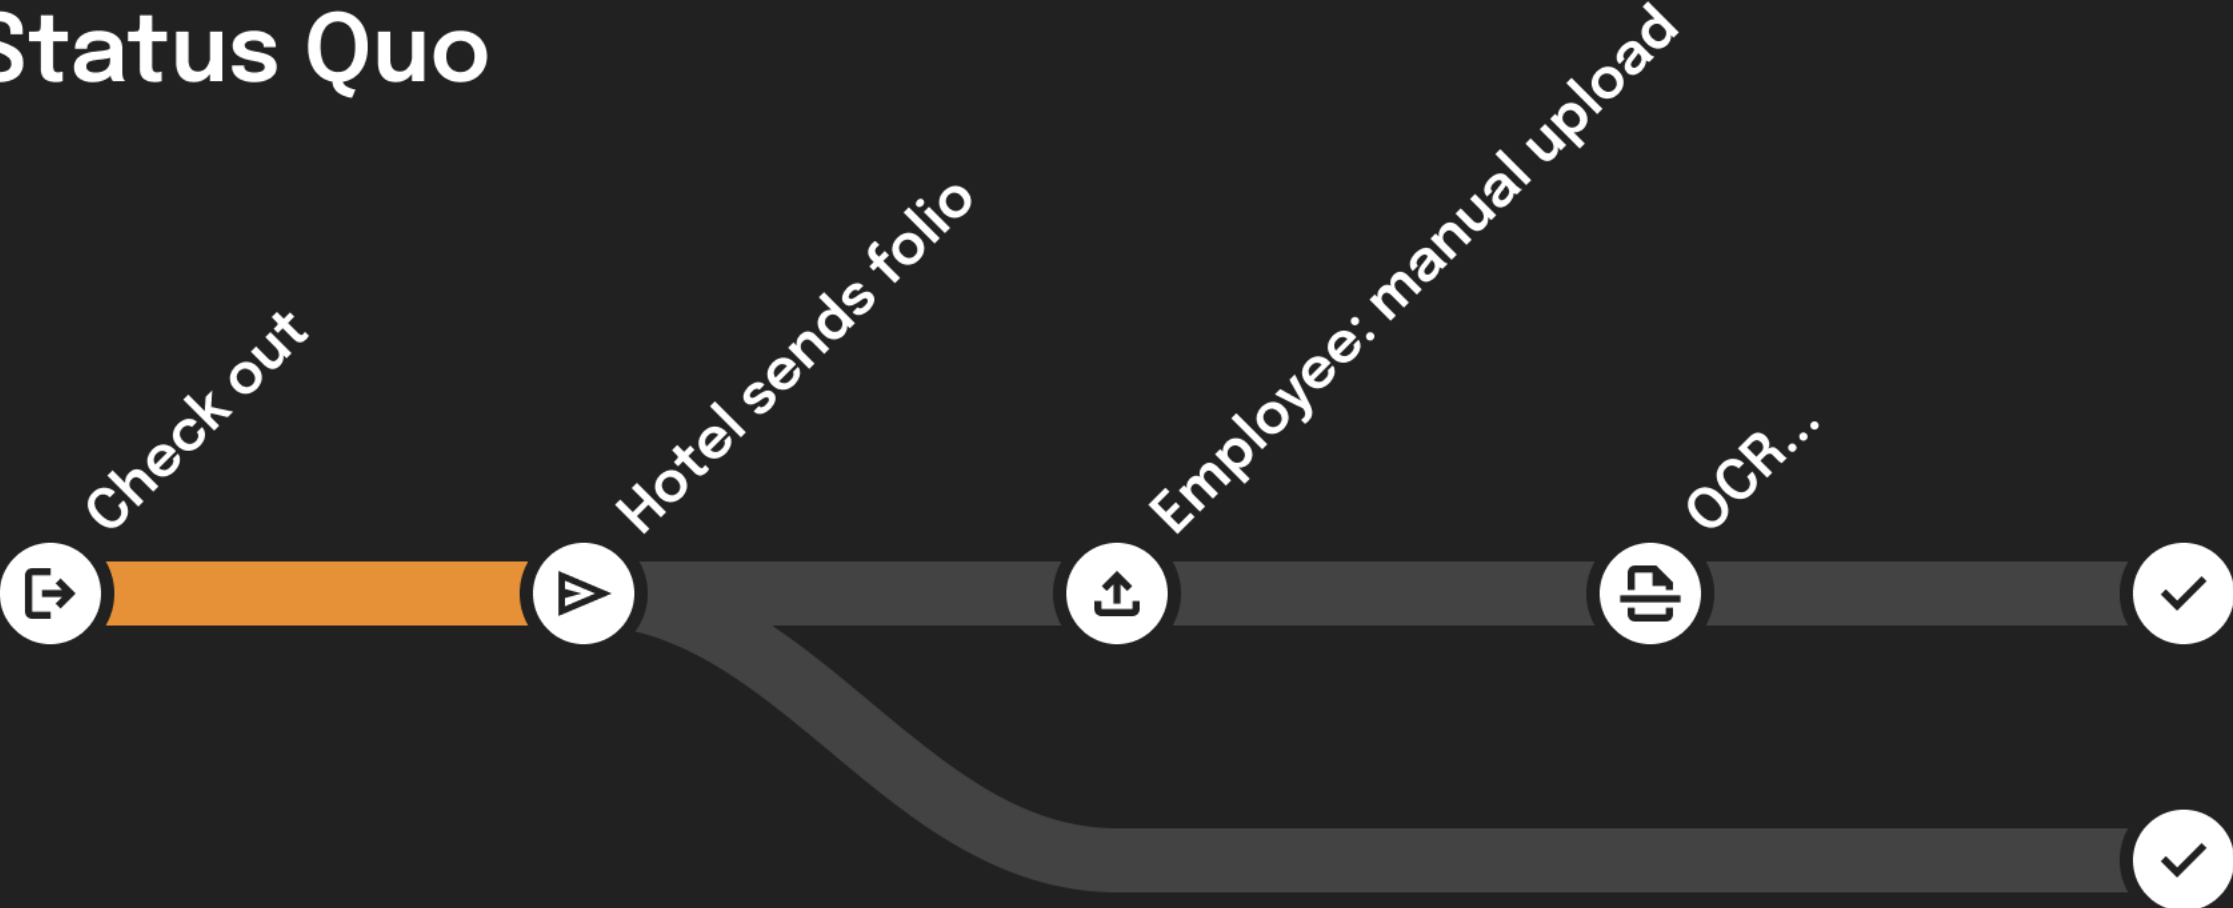 Status Quo
Check out
Hotel sends folio
Employee: manual upload
OCR...